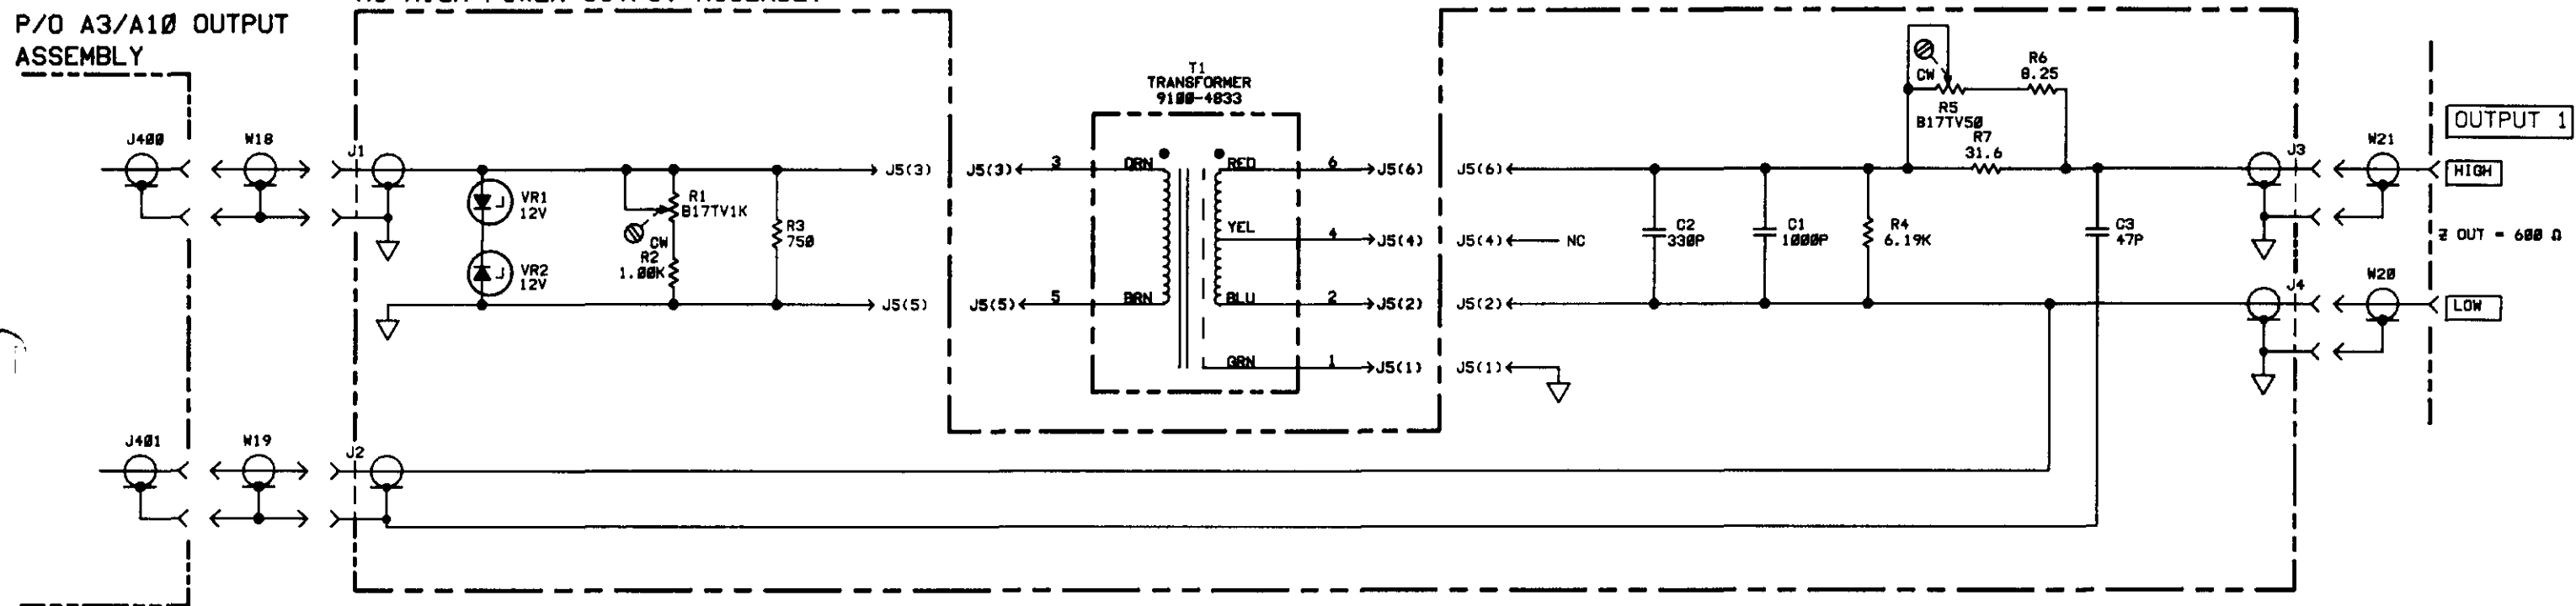 P/O A3/A10 OUTPUT
ASSEMBLY
J400
W18
J1
VR1
12V
VR2
12V
R1
B17TV1K
CW
R2
1.00K
R3
750
J5(3)
J5(5)
J5(3)
J5(5)
T1
TRANSFORMER
9100-4833
3
ORN
5
BRN
RED
6
YEL
4
BLU
2
GRN
1
J5(6)
J5(4)
J5(2)
J5(1)
J5(6)
J5(4)
NC
J5(2)
J5(1)
C2
330P
C1
1000P
R4
6.19K
CW
R5
B17TV50
R6
8.25
R7
31.6
C3
47P
J3
W21
OUTPUT 1
HIGH
Z OUT = 600 Ω
J4
W20
LOW
J401
W19
J2